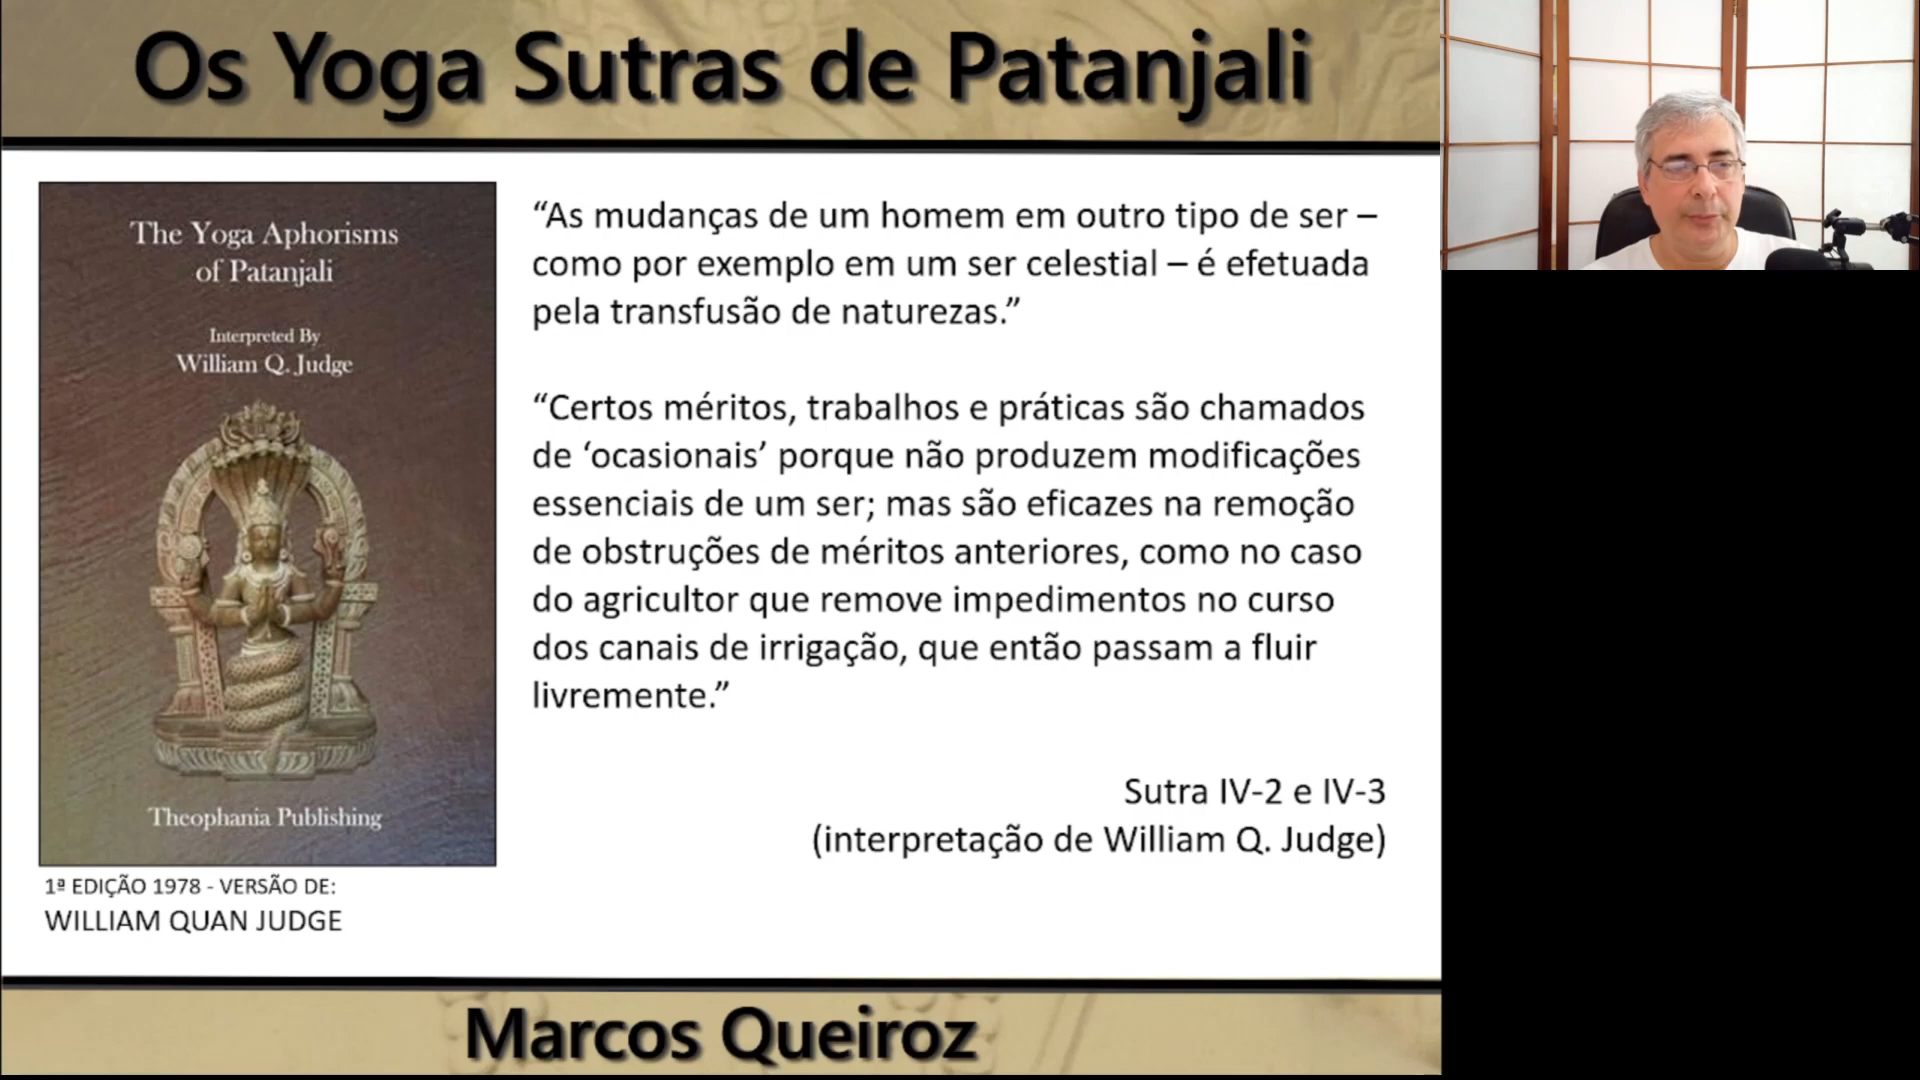 Os Yoga Sutras de Patanjali
The Yoga Aphorisms
of Patanjali
Interpreted By
William Q. Judge
Theophania Publishing
1ª EDIÇÃO 1978 - VERSÃO DE:
WILLIAM QUAN JUDGE
“As mudanças de um homem em outro tipo de ser –
como por exemplo em um ser celestial – é efetuada
pela transfusão de naturezas.”
“Certos méritos, trabalhos e práticas são chamados
de ‘ocasionais’ porque não produzem modificações
essenciais de um ser; mas são eficazes na remoção
de obstruções de méritos anteriores, como no caso
do agricultor que remove impedimentos no curso
dos canais de irrigação, que então passam a fluir
livremente.”
Sutra IV-2 e IV-3
(interpretação de William Q. Judge)
Marcos Queiroz